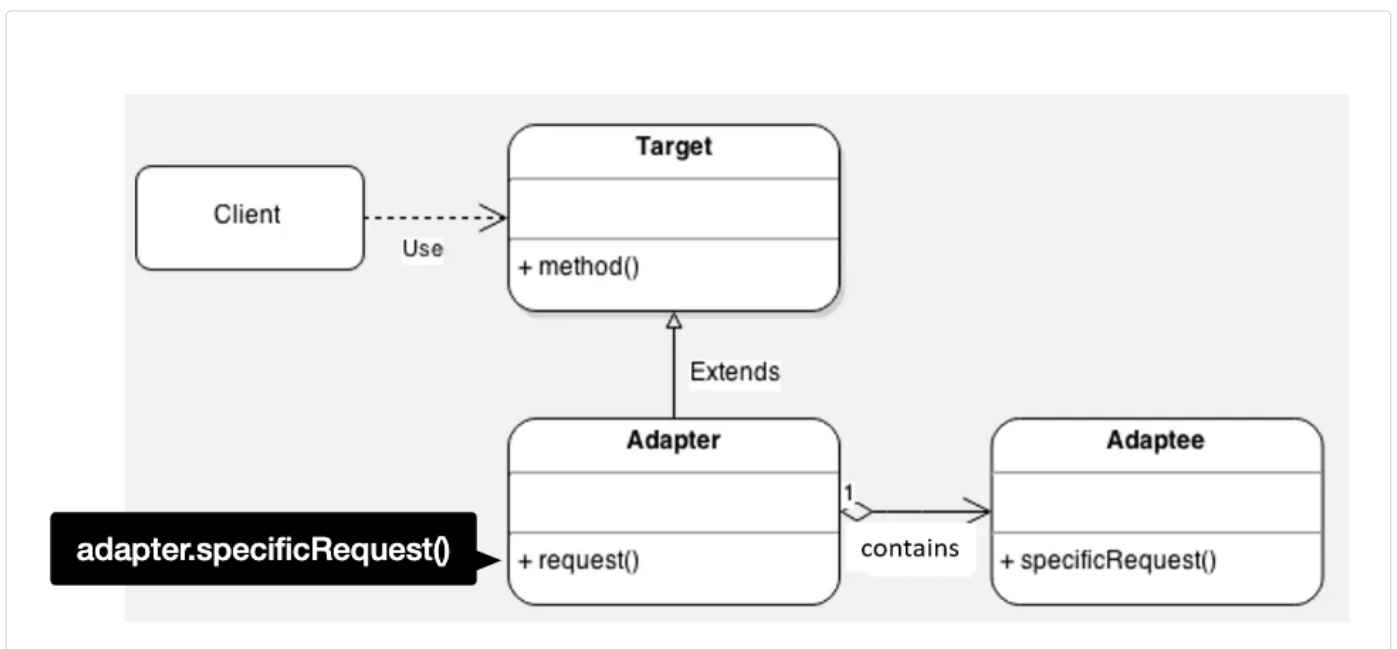 Target
Client
Use
+ method()
Extends
Adapter
Adaptee
1
adapter.specificRequest()
+ request()
contains
+ specificRequest()